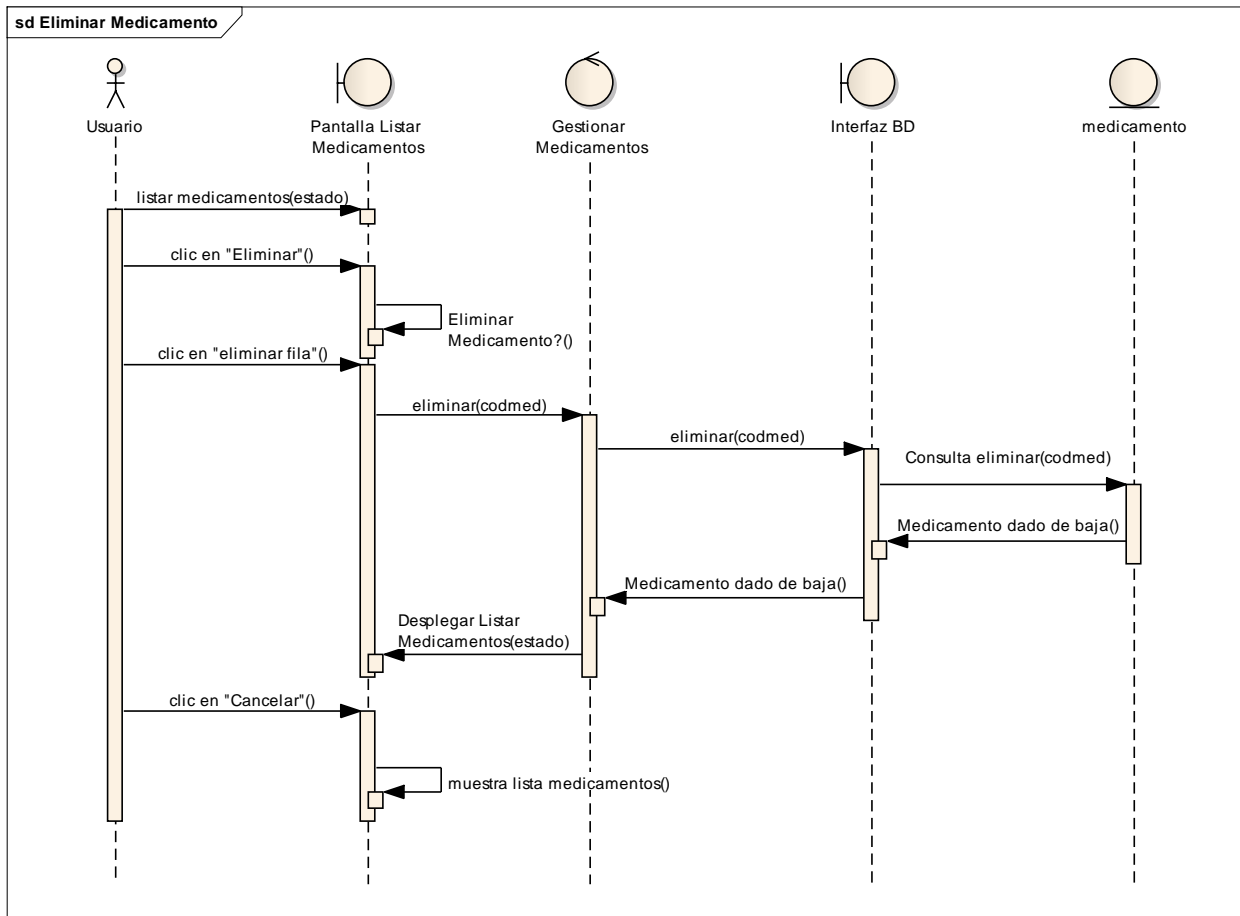 sd Eliminar Medicamento
Usuario
Pantalla Listar
Medicamentos
Gestionar
Medicamentos
Interfaz BD
medicamento
listar medicamentos(estado)
clic en "Eliminar"()
Eliminar
Medicamento?()
clic en "eliminar fila"()
eliminar(codmed)
eliminar(codmed)
Consulta eliminar(codmed)
Medicamento dado de baja()
Medicamento dado de baja()
Desplegar Listar
Medicamentos(estado)
clic en "Cancelar"()
muestra lista medicamentos()